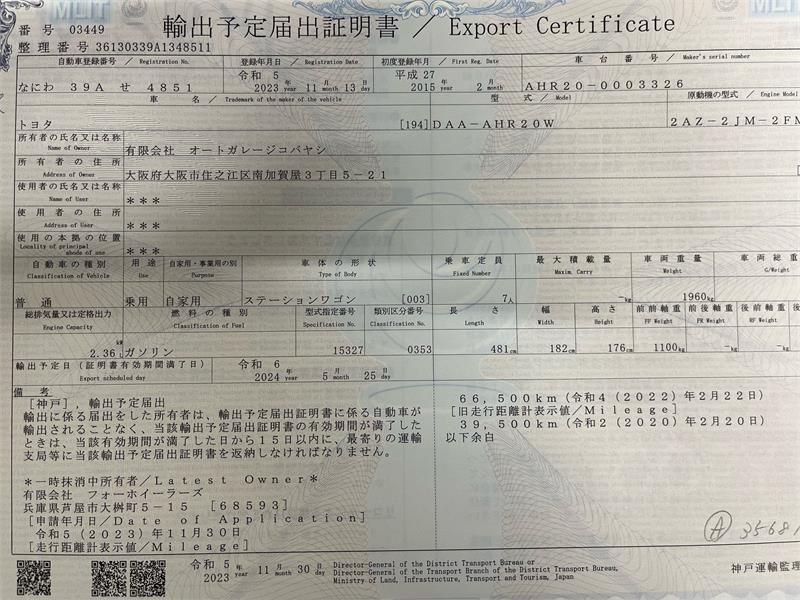 番号 03449
輸出予定届出証明書 / Export Certificate
整理番号 36130339A1348511
自動車登録番号 / Registration No.
登録年月日 / Registration Date
初度登録年月 / First Reg. Date
車台番号 / Maker's serial number
なにわ 39A せ 4851
令和 5
2023 年 year 11 月 month 13 日 day
平成 27
2015 年 year 2 月 month
AHR20-0003326
車名 / Trademark of the maker of the vehicle
型式 / Model
原動機の型式 / Engine Model
トヨタ [194] DAA-AHR20W 2AZ-2JM-2FM
所有者の氏名又は名称 Name of Owner
有限会社 オートガレージコバヤシ
所有者の住所 Address of Owner
大阪府大阪市住之江区南加賀屋3丁目5-21
使用者の氏名又は名称 Name of User
***
使用者の住所 Address of User
***
使用の本拠の位置 Locality of principal abode of use
***
自動車の種別 Classification of Vehicle
用途 Use
自家用・事業用の別 Purpose
車体の形状 Type of Body
乗車定員 Fixed Number
最大積載量 Maxim. Carry
車両重量 Weight
車両総重 G/Weight
普通 乗用 自家用 ステーションワゴン [003] 7人 -kg 1960kg
総排気量又は定格出力 Engine Capacity
燃料の種別 Classification of Fuel
型式指定番号 Specification No.
類別区分番号 Classification No.
長さ Length
幅 Width
高さ Height
前前軸重 FF Weight
前後軸重 FR Weight
後前軸重 RF Weight
後後
kW
2.36 L ガソリン 15327 0353 481cm 182cm 176cm 1100kg -kg -kg
輸出予定日(証明書有効期間満了日) Export scheduled day
令和 6
2024 年 year 5 月 month 25 日 day
備考
[神戸],輸出予定届出
輸出に係る届出をした所有者は、輸出予定届出証明書に係る自動車が
輸出されることなく、当該輸出予定届出証明書の有効期間が満了した
ときは、当該有効期間が満了した日から15日以内に、最寄りの運輸
支局等に当該輸出予定届出証明書を返納しなければなりません。
*一時抹消中所有者/Latest Owner*
有限会社 フォーホイーラーズ
兵庫県芦屋市大桝町5-15 [68593]
[申請年月日/Date of Application]
令和5(2023)年11月30日
[走行距離計表示値/Mileage]
66,500km(令和4(2022)年2月22日)
[旧走行距離計表示値/Mileage]
39,500km(令和2(2020)年2月20日)
以下余白
A 35681
令和 5
2023 年 year 11 月 month 30 日 day
Director-General of the District Transport Bureau or
Director-General of the Transport Branch of the District Transport Bureau,
Ministry of Land, Infrastructure, Transport and Tourism, Japan
神戸運輸監理